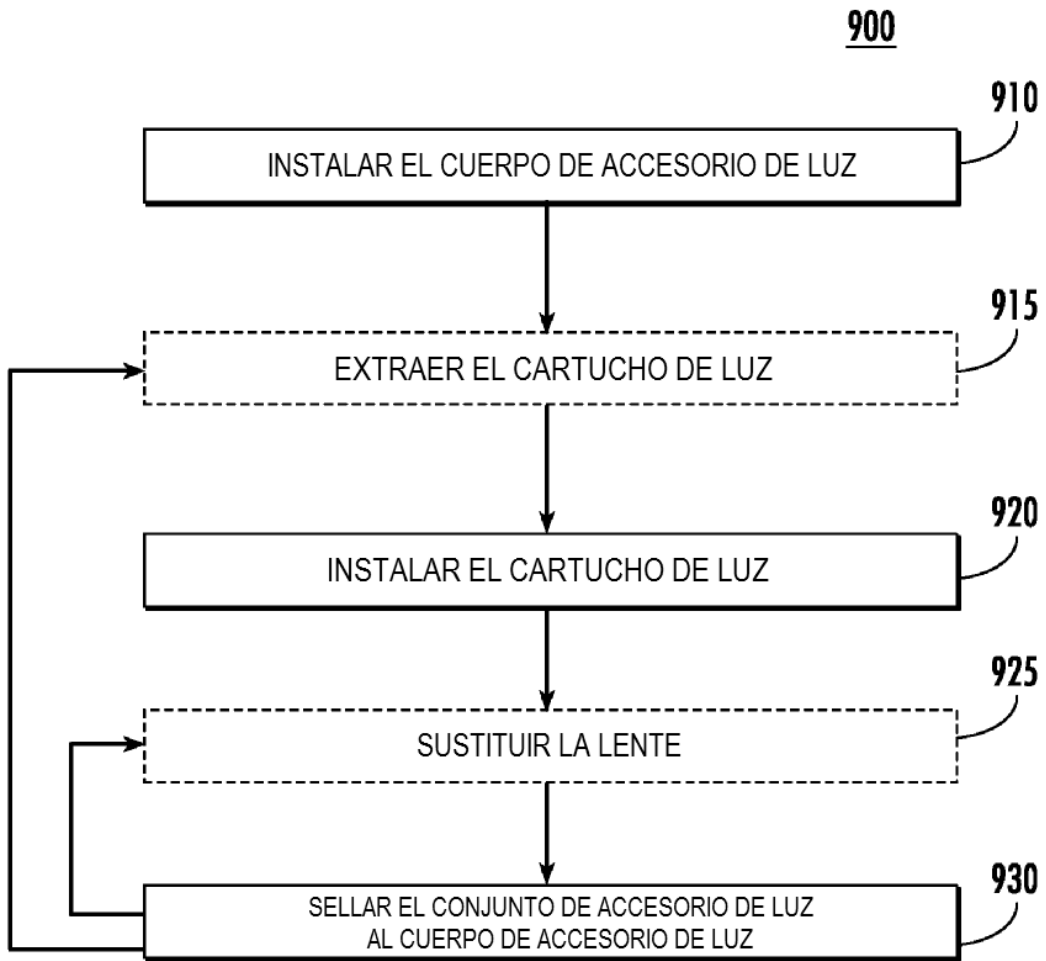 900
910
INSTALAR EL CUERPO DE ACCESORIO DE LUZ
915
EXTRAER EL CARTUCHO DE LUZ
920
INSTALAR EL CARTUCHO DE LUZ
925
SUSTITUIR LA LENTE
930
SELLAR EL CONJUNTO DE ACCESORIO DE LUZ
AL CUERPO DE ACCESORIO DE LUZ